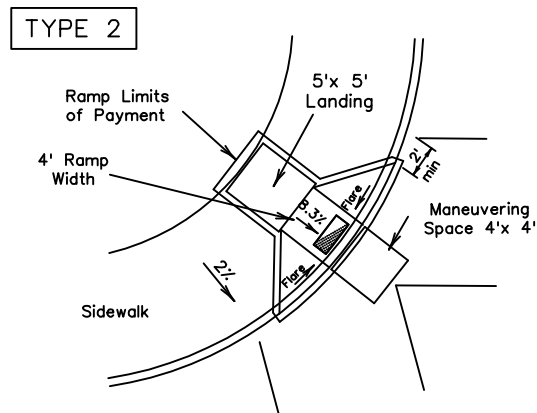 TYPE 2
5'x 5'
Landing
Ramp Limits
of Payment
4' Ramp
Width
2'
min
Flare
8.3%
Maneuvering
Space 4'x 4'
2%
Flare
Sidewalk